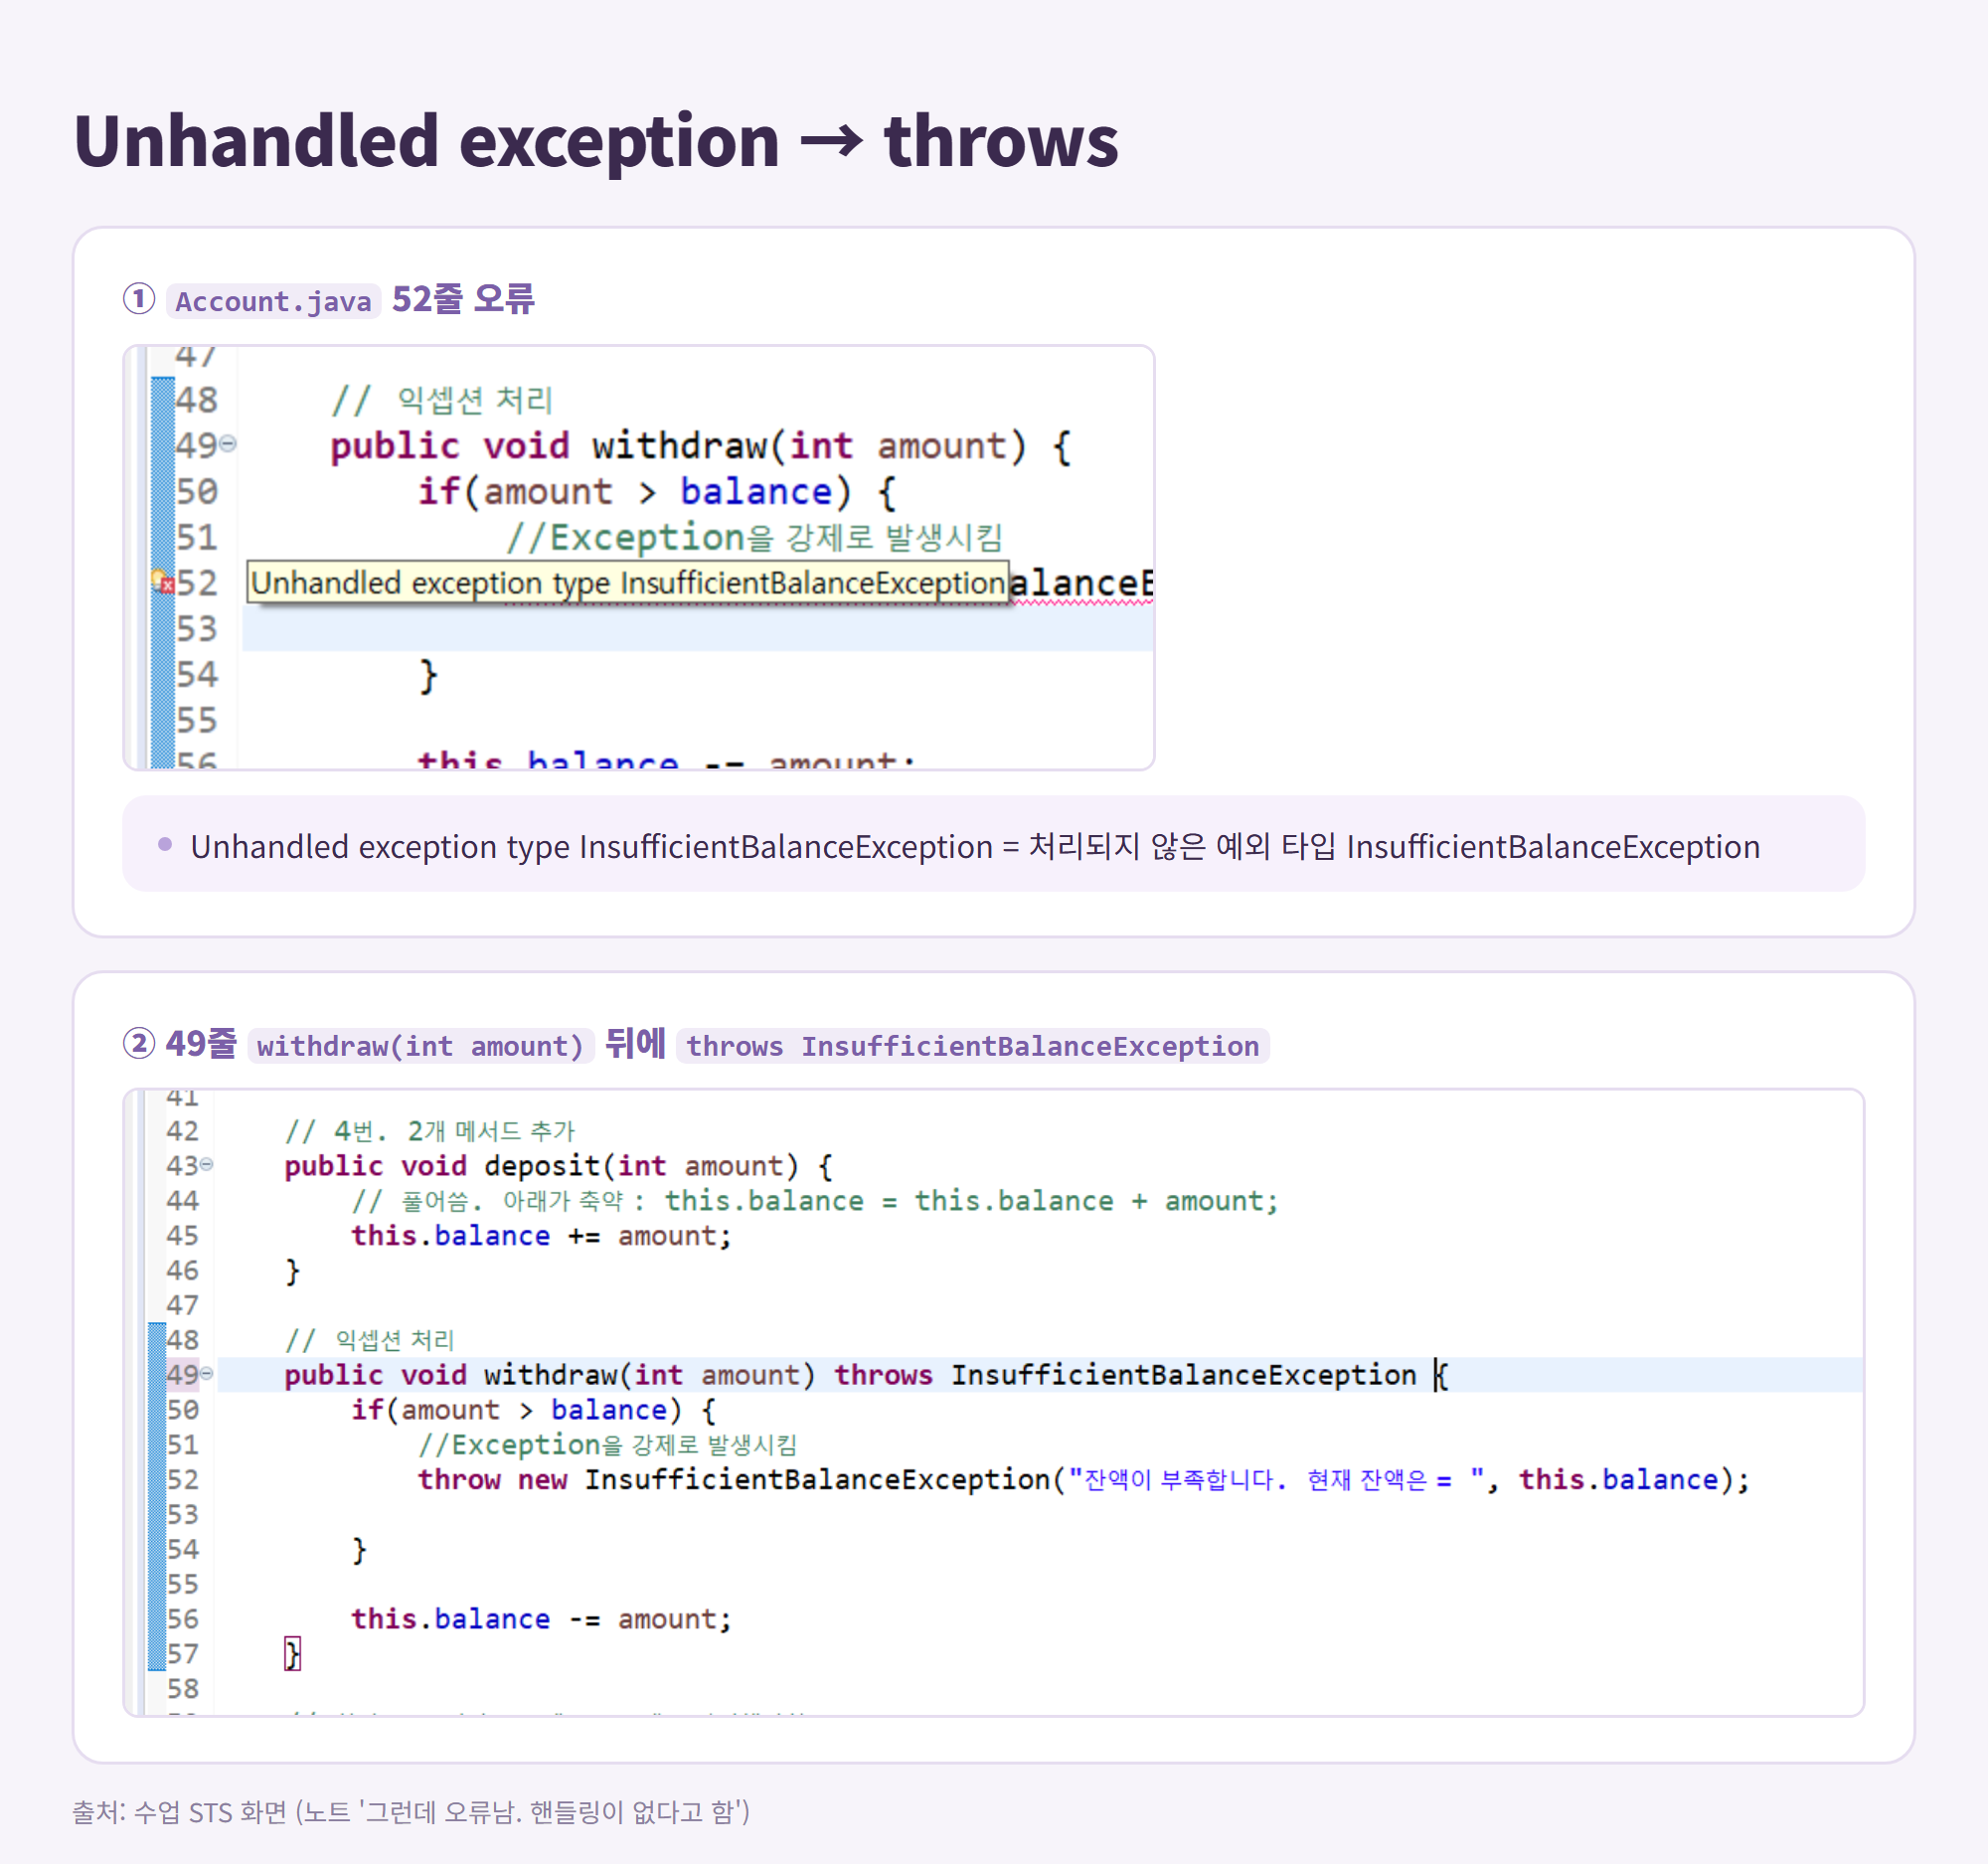 Unhandled exception → throws
① Account.java 52줄 오류
47
48 // 익셉션 처리
49 public void withdraw(int amount) {
50 if(amount > balance) {
51 //Exception을 강제로 발생시킴
52 Unhandled exception type InsufficientBalanceException alanceE
53
54 }
55
56 this.balance -= amount;
Unhandled exception type InsufficientBalanceException = 처리되지 않은 예외 타입 InsufficientBalanceException
② 49줄 withdraw(int amount) 뒤에 throws InsufficientBalanceException
41
42 // 4번. 2개 메서드 추가
43 public void deposit(int amount) {
44 // 풀어씀. 아래가 축약 : this.balance = this.balance + amount;
45 this.balance += amount;
46 }
47
48 // 익셉션 처리
49 public void withdraw(int amount) throws InsufficientBalanceException {
50 if(amount > balance) {
51 //Exception을 강제로 발생시킴
52 throw new InsufficientBalanceException("잔액이 부족합니다. 현재 잔액은 = ", this.balance);
53
54 }
55
56 this.balance -= amount;
57 }
58
출처: 수업 STS 화면 (노트 '그런데 오류남. 핸들링이 없다고 함')